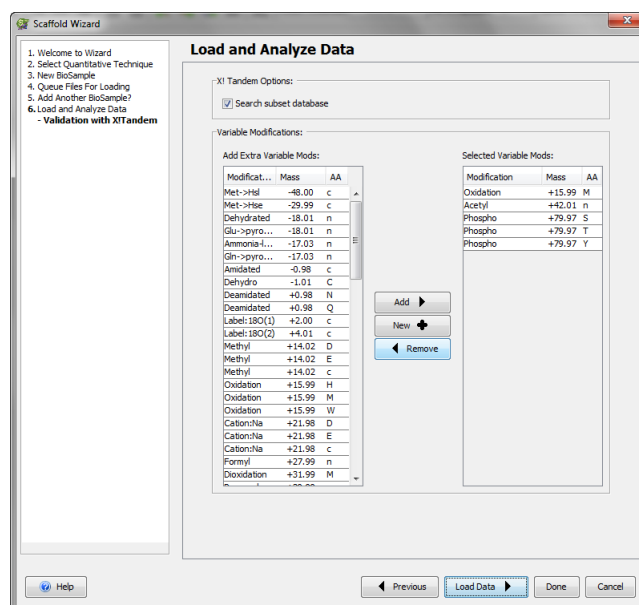 Scaffold Wizard
1. Welcome to Wizard
2. Select Quantitative Technique
3. New BioSample
4. Queue Files For Loading
5. Add Another BioSample?
6. Load and Analyze Data
- Validation with X!Tandem
Load and Analyze Data
X! Tandem Options:
Search subset database
Variable Modifications:
Add Extra Variable Mods:
Modificat... Mass AA
Met->Hsl -48.00 c
Met->Hse -29.99 c
Dehydrated -18.01 n
Glu->pyro... -18.01 n
Ammonia-l... -17.03 n
Gln->pyro... -17.03 n
Amidated -0.98 c
Dehydro -1.01 C
Deamidated +0.98 N
Deamidated +0.98 Q
Label:18O(1) +2.00 c
Label:18O(2) +4.01 c
Methyl +14.02 D
Methyl +14.02 E
Methyl +14.02 c
Oxidation +15.99 H
Oxidation +15.99 M
Oxidation +15.99 W
Cation:Na +21.98 D
Cation:Na +21.98 E
Cation:Na +21.98 c
Formyl +27.99 n
Dioxidation +31.99 M
Add
New
Remove
Selected Variable Mods:
Modification Mass AA
Oxidation +15.99 M
Acetyl +42.01 n
Phospho +79.97 S
Phospho +79.97 T
Phospho +79.97 Y
Help
Previous
Load Data
Done
Cancel